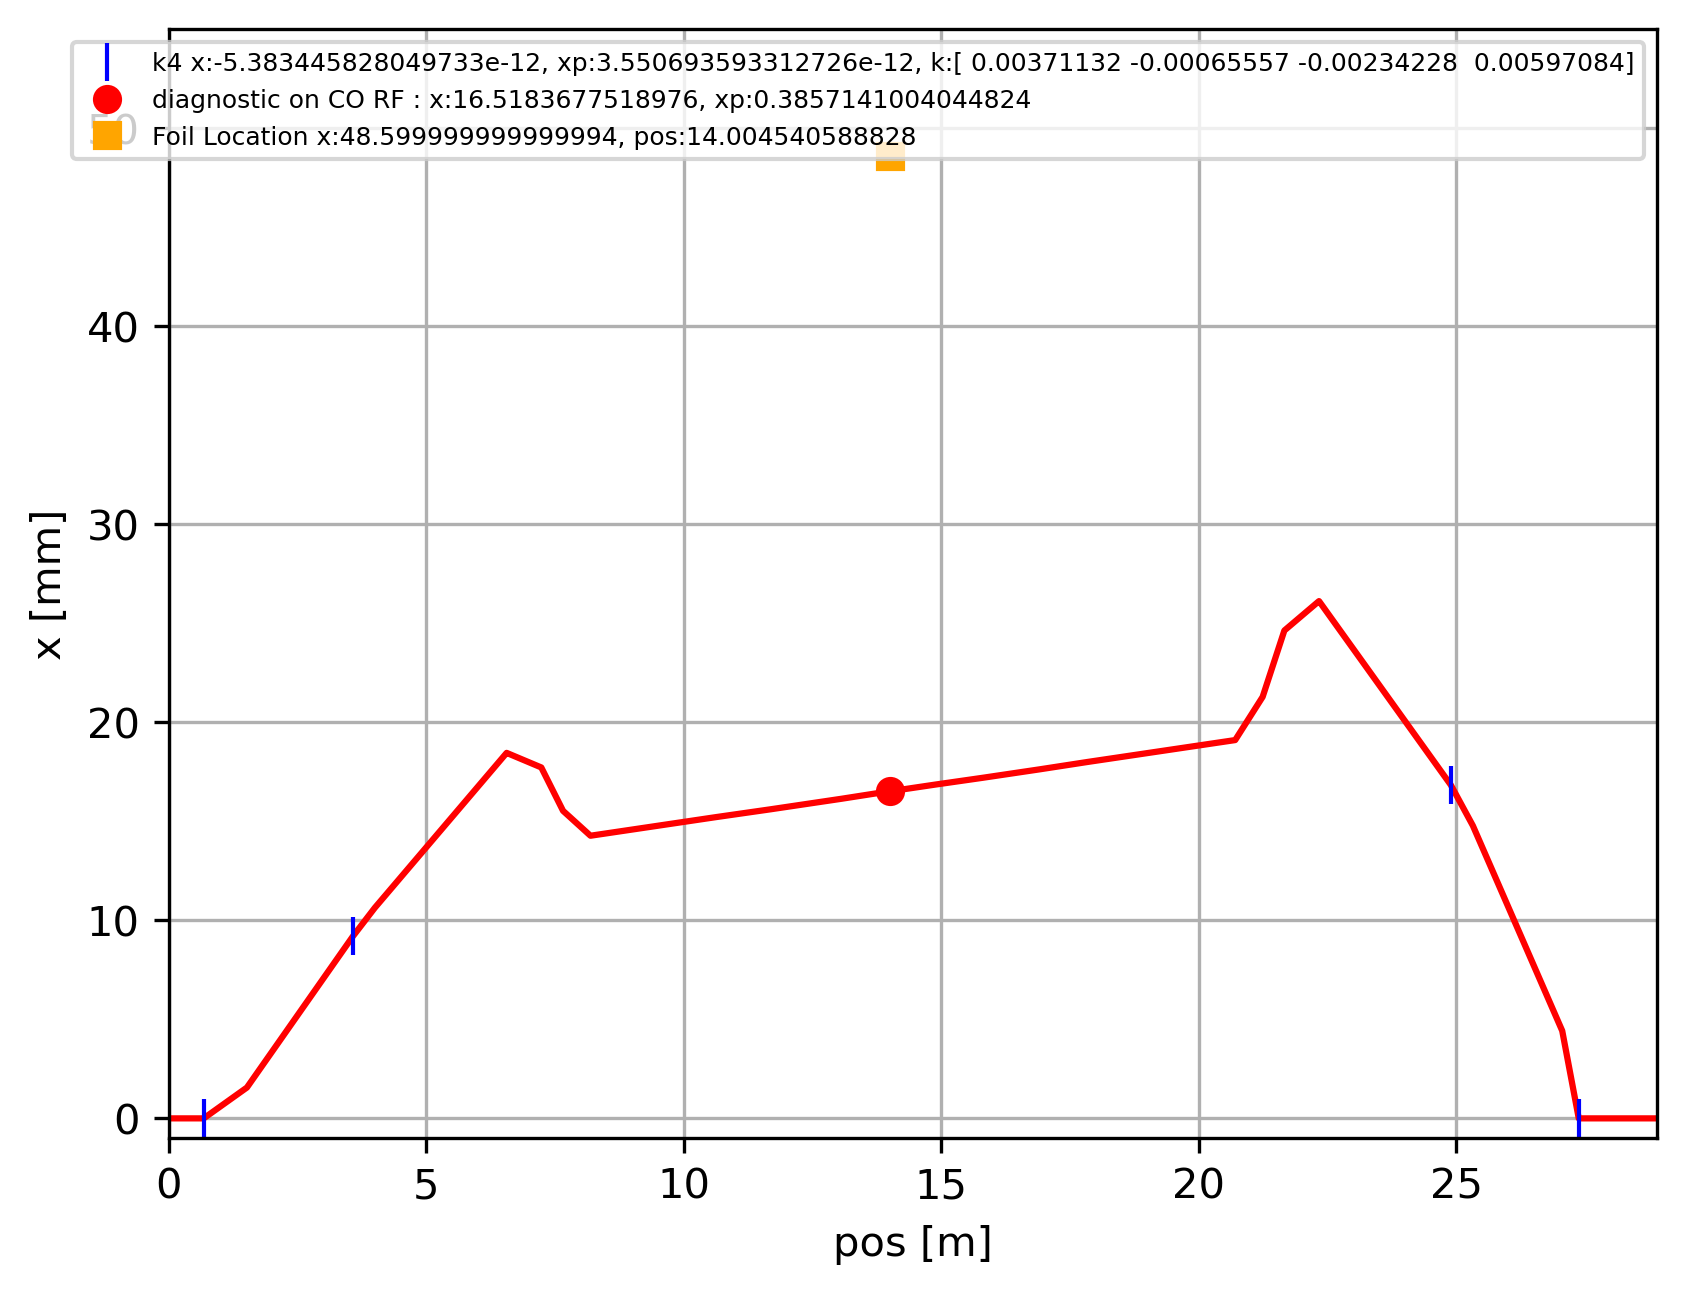 k4 x:-5.383445828049733e-12, xp:3.550693593312726e-12, k:[ 0.00371132 -0.00065557 -0.00234228  0.00597084]
diagnostic on CO RF : x:16.5183677518976, xp:0.3857141004044824
Foil Location x:48.599999999999994, pos:14.004540588828
50
40
30
20
10
0
x [mm]
0 5 10 15 20 25
pos [m]